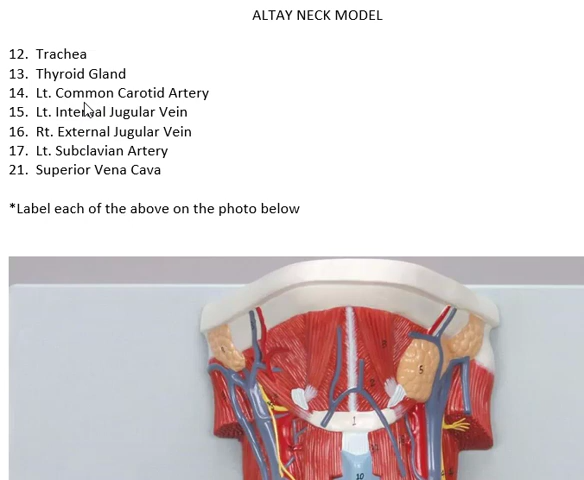 ALTAY NECK MODEL
12. Trachea
13. Thyroid Gland
14. Lt. Common Carotid Artery
15. Lt. Internal Jugular Vein
16. Rt. External Jugular Vein
17. Lt. Subclavian Artery
21. Superior Vena Cava
*Label each of the above on the photo below
5
1
10